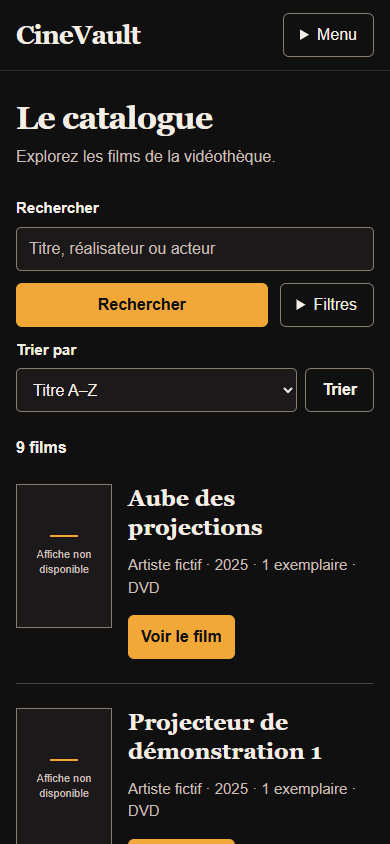 CineVault
Menu
Le catalogue
Explorez les films de la vidéothèque.
Rechercher
Titre, réalisateur ou acteur
Rechercher
Filtres
Trier par
Titre A–Z
Trier
9 films
Affiche non
disponible
Aube des
projections
Artiste fictif · 2025 · 1 exemplaire ·
DVD
Voir le film
Affiche non
disponible
Projecteur de
démonstration 1
Artiste fictif · 2025 · 1 exemplaire ·
DVD